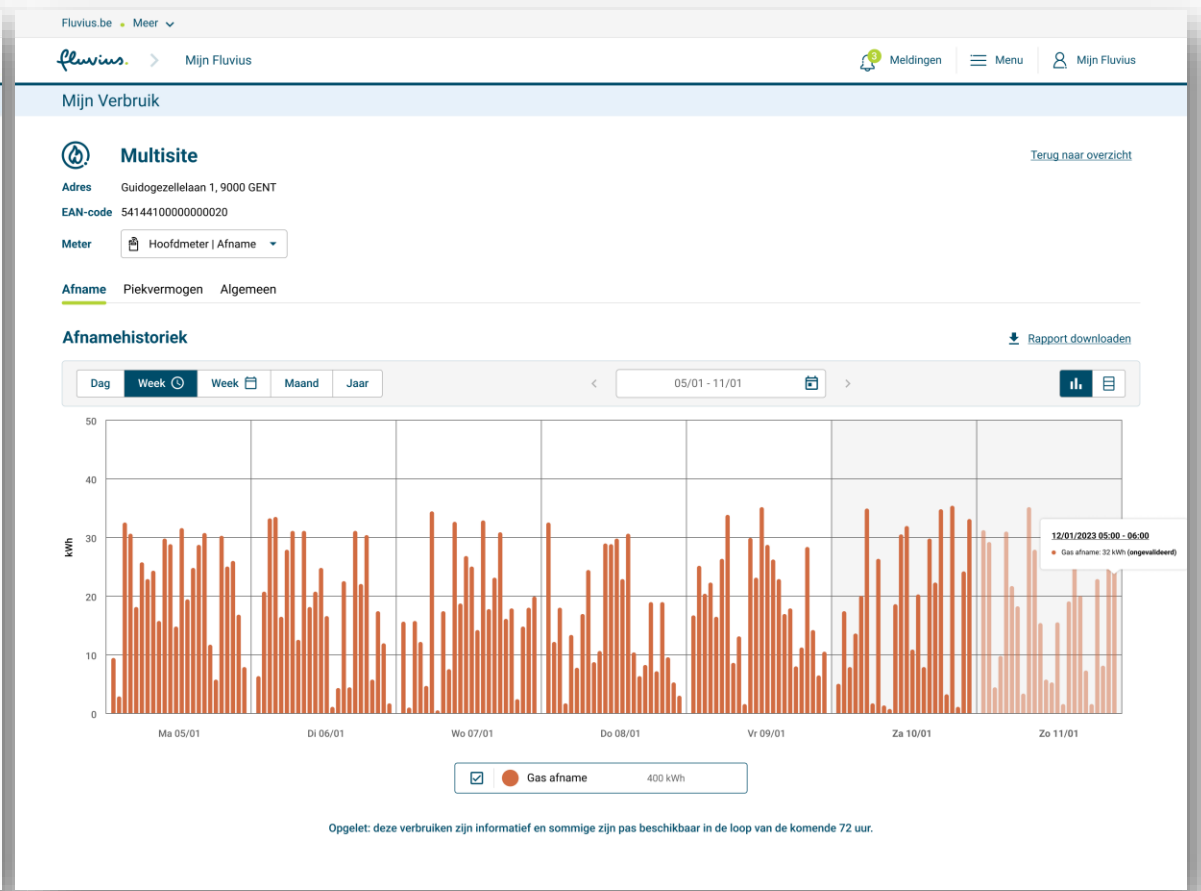 Fluvius.be • Meer
fluvius. > Mijn Fluvius
3 Meldingen Menu Mijn Fluvius
Mijn Verbruik
Multisite
Terug naar overzicht
Adres Guidogezellelaan 1, 9000 GENT
EAN-code 54144100000000020
Meter Hoofdmeter | Afname
Afname Piekvermogen Algemeen
Afnamehistoriek
Rapport downloaden
Dag Week Week Maand Jaar
< 05/01 - 11/01 >
50
40
30
20
10
0
kWh
12/01/2023 05:00 - 06:00
• Gas afname: 32 kWh (ongevalideerd)
Ma 05/01 Di 06/01 Wo 07/01 Do 08/01 Vr 09/01 Za 10/01 Zo 11/01
Gas afname 400 kWh
Opgelet: deze verbruiken zijn informatief en sommige zijn pas beschikbaar in de loop van de komende 72 uur.